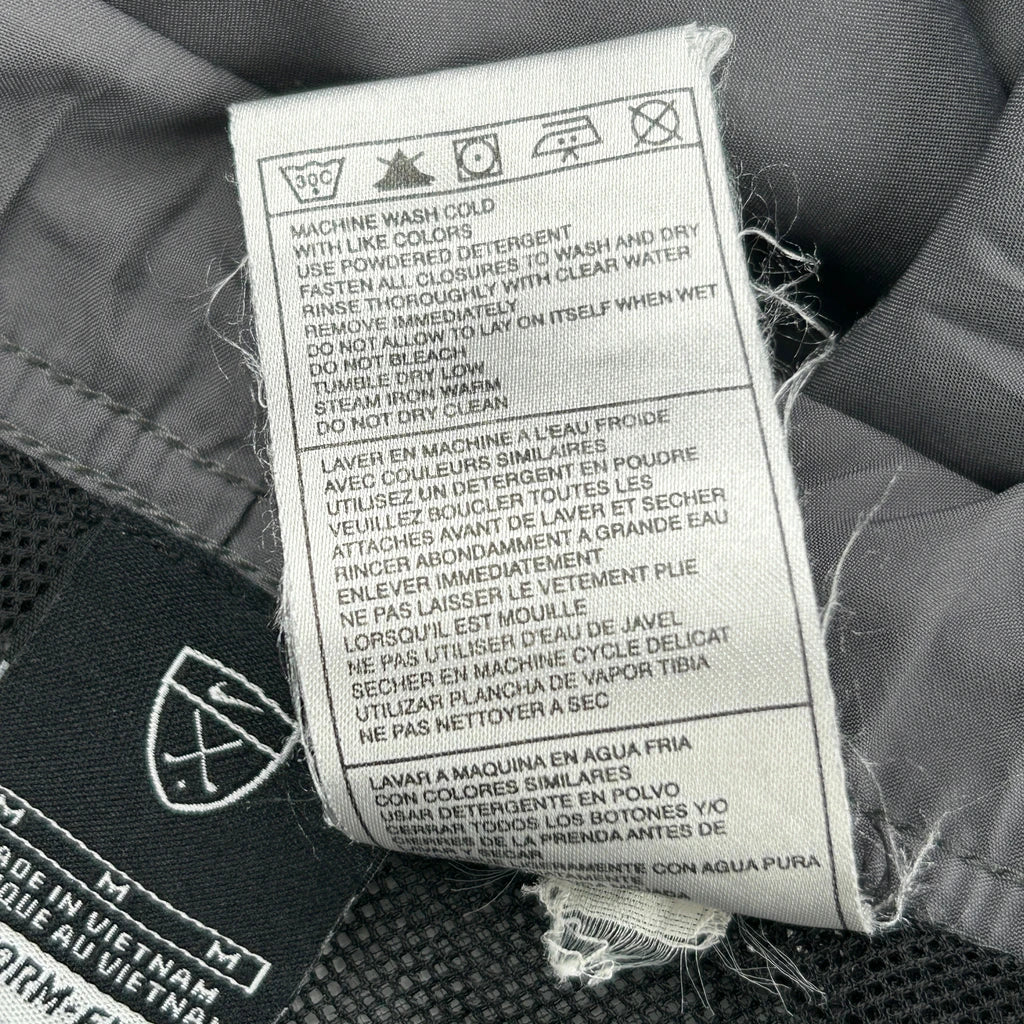 30C
MACHINE WASH COLD
WITH LIKE COLORS
USE POWDERED DETERGENT
FASTEN ALL CLOSURES TO WASH AND DRY
RINSE THOROUGHLY WITH CLEAR WATER
REMOVE IMMEDIATELY
DO NOT ALLOW TO LAY ON ITSELF WHEN WET
DO NOT BLEACH
TUMBLE DRY LOW
STEAM IRON WARM
DO NOT DRY CLEAN
LAVER EN MACHINE A L'EAU FROIDE
AVEC COULEURS SIMILAIRES
UTILISEZ UN DETERGENT EN POUDRE
VEUILLEZ BOUCLER TOUTES LES
ATTACHES AVANT DE LAVER ET SECHER
RINCER ABONDAMMENT A GRANDE EAU
ENLEVER IMMEDIATEMENT
NE PAS LAISSER LE VETEMENT PLIE
LORSQU'IL EST MOUILLE
NE PAS UTILISER D'EAU DE JAVEL
SECHER EN MACHINE CYCLE DELICAT
UTILIZAR PLANCHA DE VAPOR TIBIA
NE PAS NETTOYER A SEC
LAVAR A MAQUINA EN AGUA FRIA
CON COLORES SIMILARES
USAR DETERGENTE EN POLVO
CERRAR TODOS LOS BOTONES Y/O
CIERRES DE LA PRENDA ANTES DE
Y SECAR
CON AGUA PURA
M M M
MADE IN VIETNAM
AU VIETNAM